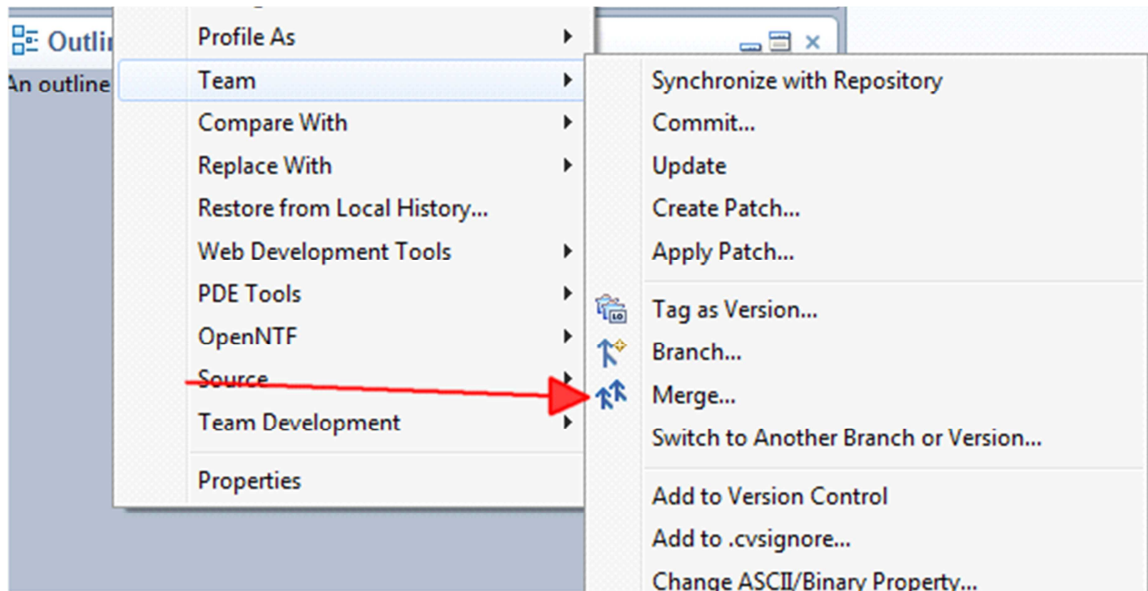 Outli
An outline
Profile As
Team
Compare With
Replace With
Restore from Local History...
Web Development Tools
PDE Tools
OpenNTF
Source
Team Development
Properties
Synchronize with Repository
Commit...
Update
Create Patch...
Apply Patch...
Tag as Version...
Branch...
Merge...
Switch to Another Branch or Version...
Add to Version Control
Add to .cvsignore...
Change ASCII/Binary Property...